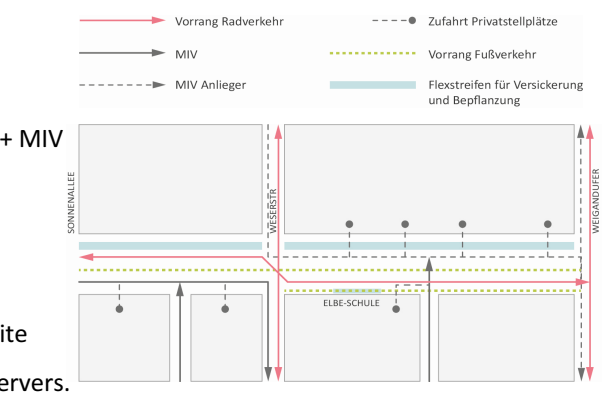 Vorrang Radverkehr
MIV
MIV Anlieger
Zufahrt Privatstellplätze
Vorrang Fußverkehr
Flexstreifen für Versickerung
und Bepflanzung
+ MIV
SONNENALLEE
WESERSTR
WEIGANDUFER
ELBE-SCHULE
ite
ervers.